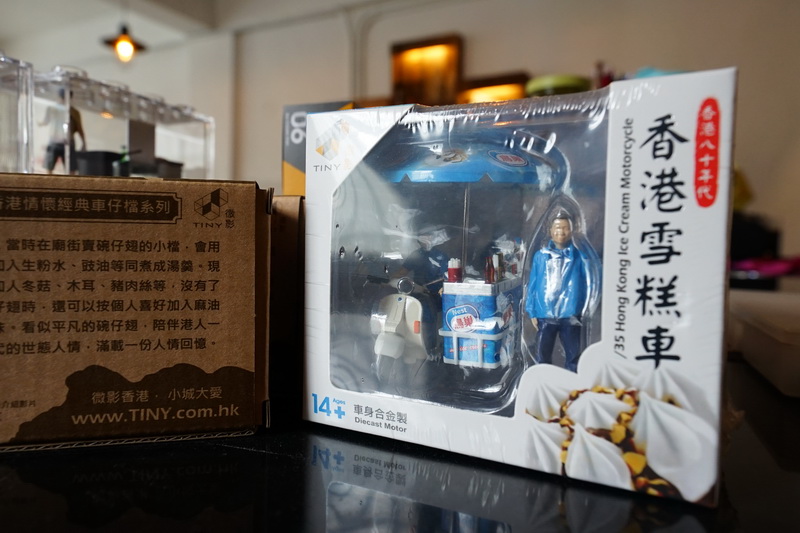 港情懷經典車仔檔系列
TINY
微影
當時在廟街賣碗仔翅的小檔，會用
加入生粉水、豉油等同煮成湯羹。現
加入冬菇、木耳、豬肉絲等，沒有了
仔翅時，還可以按個人喜好加入麻油
味。看似平凡的碗仔翅，陪伴港人一
代的世態人情，滿載一份人情回憶。
微影香港．小城大愛
www.TINY.com.hk
TINY
香港八十年代
香港雪糕車
/35 Hong Kong Ice Cream Motorcycle
雀巢
14+
Ages
車身合金製
Diecast Motor